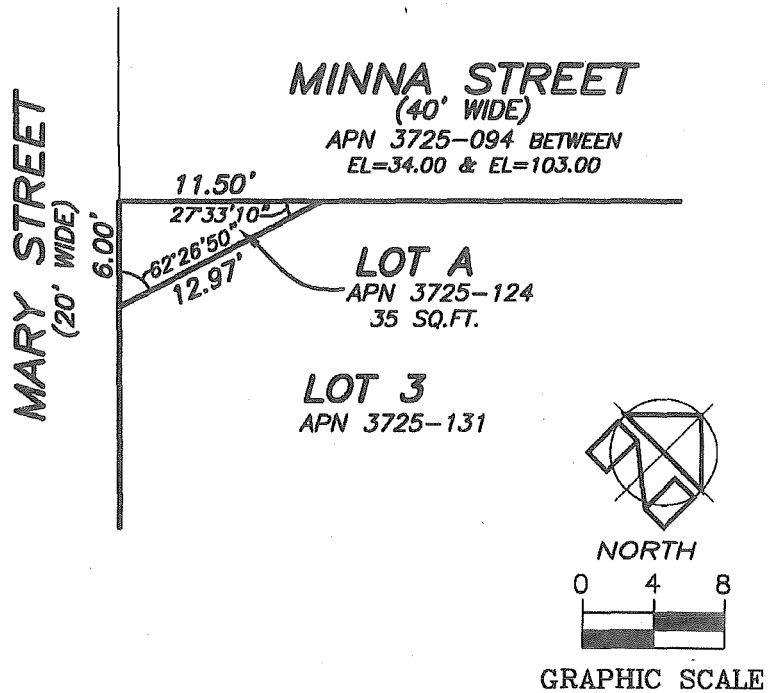 MINNA STREET
(40' WIDE)
APN 3725-094 BETWEEN
EL=34.00 & EL=103.00
MARY STREET
(20' WIDE)
11.50'
27°33'10"
6.00'
62°26'50"
12.97'
LOT A
APN 3725-124
35 SQ.FT.
LOT 3
APN 3725-131
NORTH
0 4 8
GRAPHIC SCALE